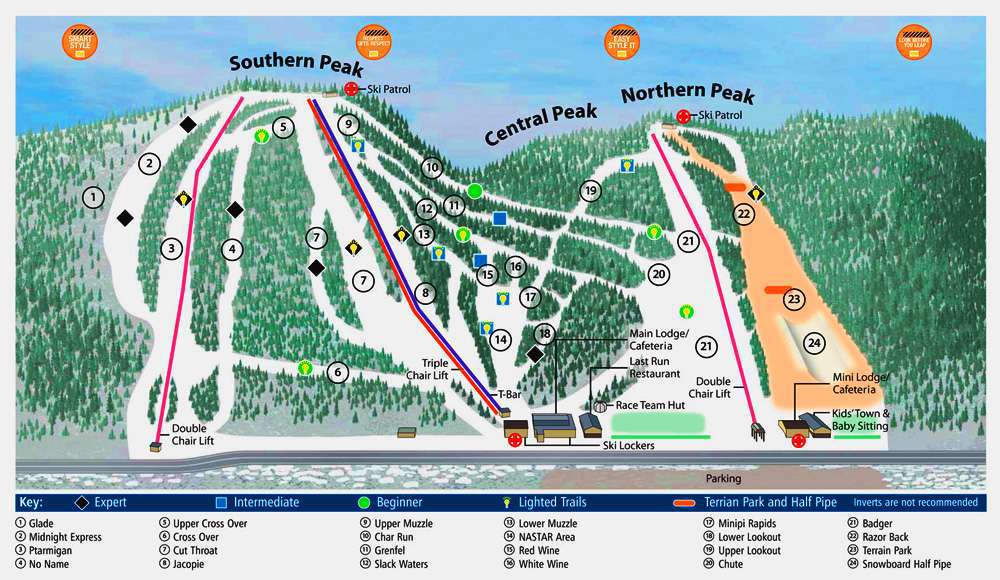 SMART
STYLE
RESPECT
GETS RESPECT
EASY
STYLE IT
LOOK BEFORE
YOU LEAP
Southern Peak
Ski Patrol
Central Peak
Northern Peak
Ski Patrol
1
2
3
4
5
6
7
7
8
9
10
11
12
13
14
15
16
17
18
19
20
21
21
22
23
24
Double
Chair Lift
Triple
Chair Lift
T-Bar
Main Lodge/
Cafeteria
Last Run
Restaurant
Race Team Hut
Ski Lockers
Double
Chair Lift
Mini Lodge/
Cafeteria
Kids' Town &
Baby Sitting
Parking
Key: Expert Intermediate Beginner Lighted Trails Terrian Park and Half Pipe Inverts are not recommended
1 Glade
2 Midnight Express
3 Ptarmigan
4 No Name
5 Upper Cross Over
6 Cross Over
7 Cut Throat
8 Jacopie
9 Upper Muzzle
10 Char Run
11 Grenfel
12 Slack Waters
13 Lower Muzzle
14 NASTAR Area
15 Red Wine
16 White Wine
17 Minipi Rapids
18 Lower Lookout
19 Upper Lookout
20 Chute
21 Badger
22 Razor Back
23 Terrain Park
24 Snowboard Half Pipe